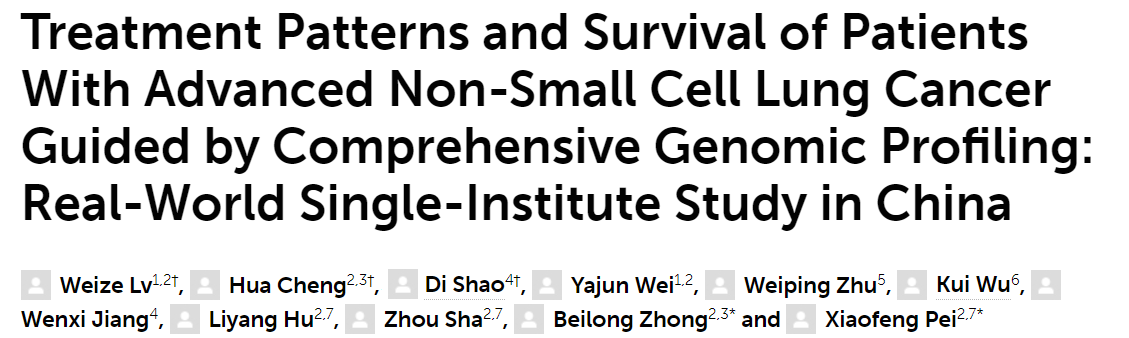 Treatment Patterns and Survival of Patients
With Advanced Non-Small Cell Lung Cancer
Guided by Comprehensive Genomic Profiling:
Real-World Single-Institute Study in China
Weize Lv1,2†, Hua Cheng2,3†, Di Shao4†, Yajun Wei1,2, Weiping Zhu5, Kui Wu6,
Wenxi Jiang4, Liyang Hu2,7, Zhou Sha2,7, Beilong Zhong2,3* and Xiaofeng Pei2,7*